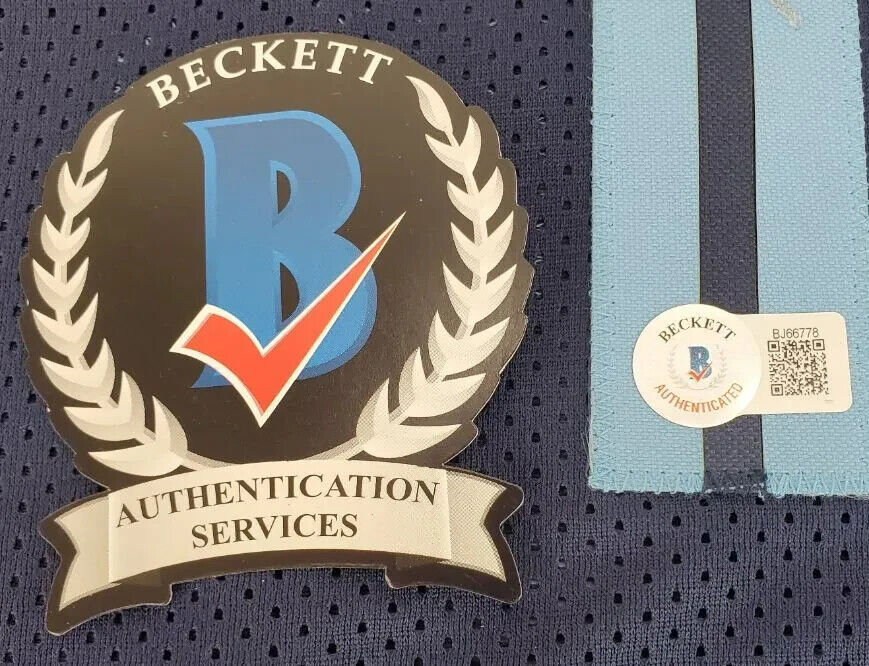 BECKETT
B
AUTHENTICATION
SERVICES
BECKETT
B
AUTHENTICATED
BJ66778